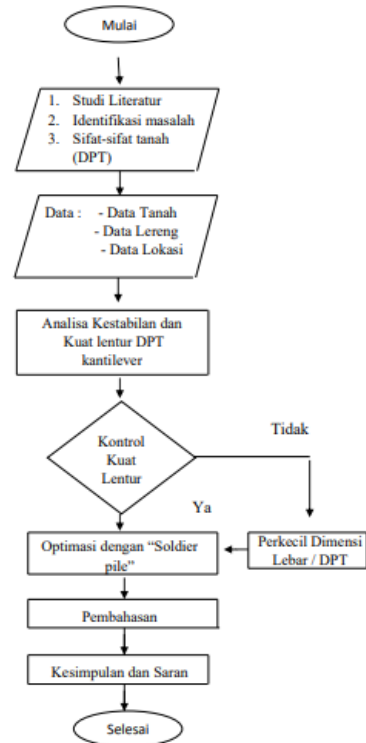 Mulai
1. Studi Literatur
2. Identifikasi masalah
3. Sifat-sifat tanah
(DPT)
Data : - Data Tanah
- Data Lereng
- Data Lokasi
Analisa Kestabilan dan
Kuat lentur DPT
kantilever
Kontrol
Kuat
Lentur
Tidak
Ya
Optimasi dengan “Soldier
pile”
Perkecil Dimensi
Lebar / DPT
Pembahasan
Kesimpulan dan Saran
Selesai